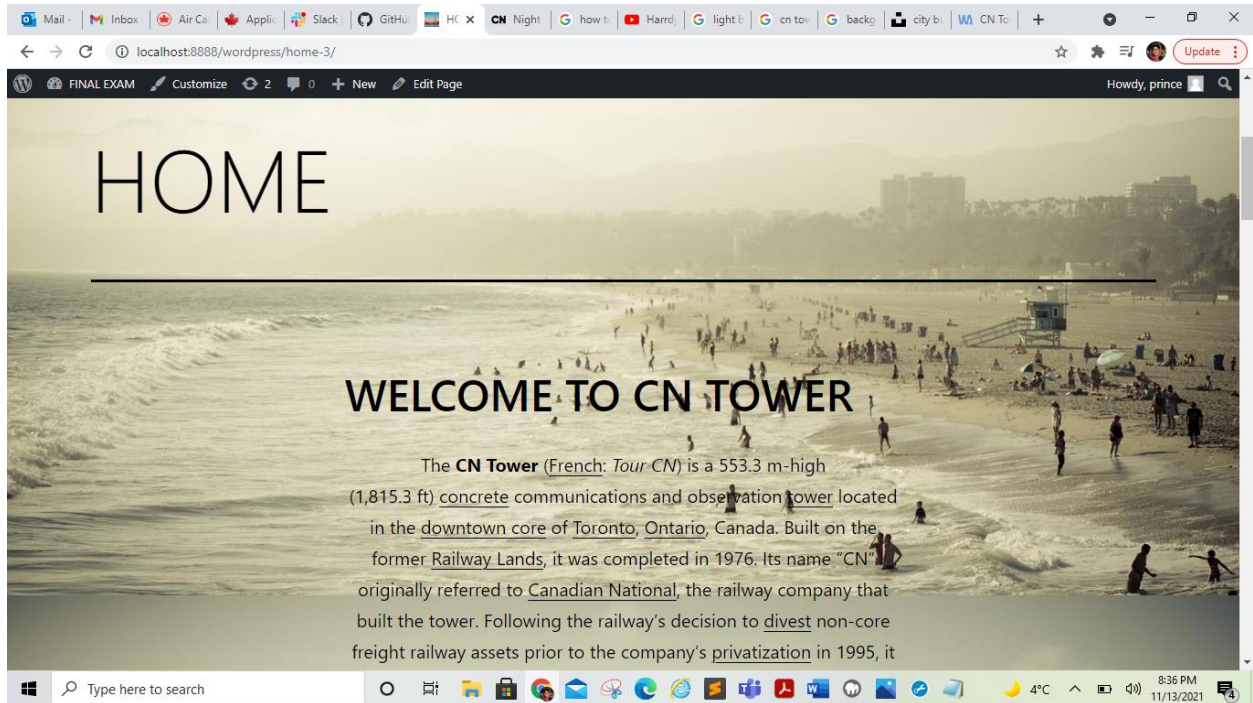 Mail - Inbox Air Ca Applic Slack GitHu HC CN Night how t Harrd light b cn tov backg city b CN To
localhost:8888/wordpress/home-3/ Update
FINAL EXAM Customize 2 0 New Edit Page Howdy, prince
HOME
WELCOME TO CN TOWER
The CN Tower (French: Tour CN) is a 553.3 m-high
(1,815.3 ft) concrete communications and observation tower located
in the downtown core of Toronto, Ontario, Canada. Built on the
former Railway Lands, it was completed in 1976. Its name “CN”
originally referred to Canadian National, the railway company that
built the tower. Following the railway’s decision to divest non-core
freight railway assets prior to the company’s privatization in 1995, it
Type here to search 4°C 8:36 PM
11/13/2021 4